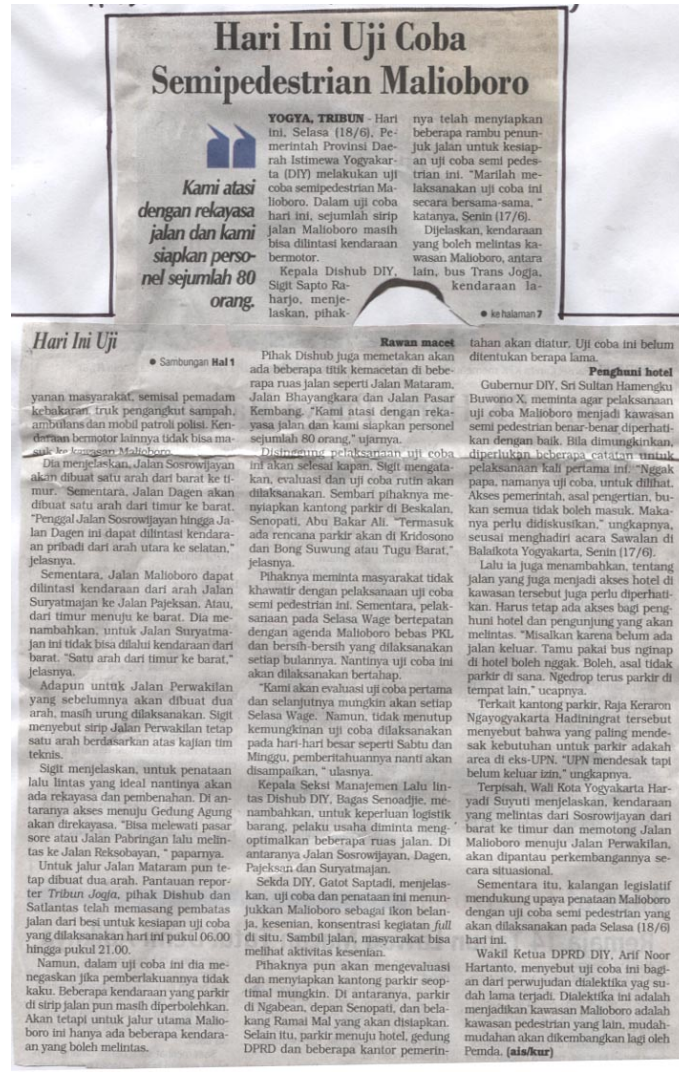 Hari Ini Uji Coba
Semipedestrian Malioboro
Kami atasi
dengan rekayasa
jalan dan kami
siapkan perso-
nel sejumlah 80
orang.
YOGYA, TRIBUN - Hari
ini, Selasa (18/6), Pe-
merintah Provinsi Dae-
rah Istimewa Yogyakar-
ta (DIY) melakukan uji
coba semipedestrian Ma-
lioboro. Dalam uji coba
hari ini, sejumlah sirip
jalan Malioboro masih
bisa dilintasi kendaraan
bermotor.
Kepala Dishub DIY,
Sigit Sapto Ra-
harjo, menje-
laskan, pihak-
nya telah menyiapkan
beberapa rambu penun-
juk jalan untuk kesiap-
an uji coba semi pedes-
trian ini. "Marilah me-
laksanakan uji coba ini
secara bersama-sama, "
katanya, Senin (17/6).
Dijelaskan, kendaraan
yang boleh melintas ka-
wasan Malioboro, antara
lain, bus Trans Jogja,
kendaraan la-
● ke halaman 7
Hari Ini Uji
● Sambungan Hal 1
yanan masyarakat, semisal pemadam
kebakaran, truk pengangkut sampah,
ambulans dan mobil patroli polisi. Ken-
daraan bermotor lainnya tidak bisa ma-
suk ke kawasan Malioboro.
Dia menjelaskan, Jalan Sosrowijayan
akan dibuat satu arah dari barat ke ti-
mur. Sementara, Jalan Dagen akan
dibuat satu arah dari timur ke barat.
"Penggal Jalan Sosrowijayan hingga Ja-
lan Dagen ini dapat dilintasi kendara-
an pribadi dari arah utara ke selatan,"
jelasnya.
Sementara, Jalan Malioboro dapat
dilintasi kendaraan dari arah Jalan
Suryatmajan ke Jalan Pajeksan. Atau,
dari timur menuju ke barat. Dia me-
nambahkan, untuk Jalan Suryatma-
jan ini tidak bisa dilalui kendaraan dari
barat. "Satu arah dari timur ke barat,"
jelasnya.
Adapun untuk Jalan Perwakilan
yang sebelumnya akan dibuat dua
arah, masih urung dilaksanakan. Sigit
menyebut sirip Jalan Perwakilan tetap
satu arah berdasarkan atas kajian tim
teknis.
Sigit menjelaskan, untuk penataan
lalu lintas yang ideal nantinya akan
ada rekayasa dan pembenahan. Di an-
taranya akses menuju Gedung Agung
akan direkayasa. "Bisa melewati pasar
sore atau Jalan Pabringan lalu melin-
tas ke Jalan Reksobayan, " paparnya.
Untuk jalur Jalan Mataram pun te-
tap dibuat dua arah. Pantauan repor-
ter Tribun Jogja, pihak Dishub dan
Satlantas telah memasang pembatas
jalan dari besi untuk kesiapan uji coba
yang dilaksanakan hari ini pukul 06.00
hingga pukul 21.00.
Namun, dalam uji coba ini dia me-
negaskan jika pemberlakuannya tidak
kaku. Beberapa kendaraan yang parkir
di sirip jalan pun masih diperbolehkan.
Akan tetapi untuk jalur utama Malio-
boro ini hanya ada beberapa kendara-
an yang boleh melintas.
Rawan macet
Pihak Dishub juga memetakan akan
ada beberapa titik kemacetan di bebe-
rapa ruas jalan seperti Jalan Mataram,
Jalan Bhayangkara dan Jalan Pasar
Kembang. "Kami atasi dengan reka-
yasa jalan dan kami siapkan personel
sejumlah 80 orang," ujarnya.
Disinggung pelaksanaan uji coba
ini akan selesai kapan. Sigit mengata-
kan, evaluasi dan uji coba rutin akan
dilaksanakan. Sembari pihaknya me-
nyiapkan kantong parkir di Beskalan,
Senopati, Abu Bakar Ali. "Termasuk
ada rencana parkir akan di Kridosono
dan Bong Suwung atau Tugu Barat,"
jelasnya.
Pihaknya meminta masyarakat tidak
khawatir dengan pelaksanaan uji coba
semi pedestrian ini. Sementara, pelak-
sanaan pada Selasa Wage bertepatan
dengan agenda Malioboro bebas PKL
dan bersih-bersih yang dilaksanakan
setiap bulannya. Nantinya uji coba ini
akan dilaksanakan bertahap.
"Kami akan evaluasi uji coba pertama
dan selanjutnya mungkin akan setiap
Selasa Wage. Namun, tidak menutup
kemungkinan uji coba dilaksanakan
pada hari-hari besar seperti Sabtu dan
Minggu, pemberitahuannya nanti akan
disampaikan, " ulasnya.
Kepala Seksi Manajemen Lalu lin-
tas Dishub DIY, Bagas Senoadjie, me-
nambahkan, untuk keperluan logistik
barang, pelaku usaha diminta meng-
optimalkan beberapa ruas jalan. Di
antaranya Jalan Sosrowijayan, Dagen,
Pajeksan dan Suryatmajan.
Sekda DIY, Gatot Saptadi, menjelas-
kan, uji coba dan penataan ini menun-
jukkan Malioboro sebagai ikon belan-
ja, kesenian, konsentrasi kegiatan full
di situ. Sambil jalan, masyarakat bisa
melihat aktivitas kesenian.
Pihaknya pun akan mengevaluasi
dan menyiapkan kantong parkir seop-
timal mungkin. Di antaranya, parkir
di Ngabean, depan Senopati, dan bela-
kang Ramai Mal yang akan disiapkan.
Selain itu, parkir menuju hotel, gedung
DPRD dan beberapa kantor pemerin-
tahan akan diatur. Uji coba ini belum
ditentukan berapa lama.
Penghuni hotel
Gubernur DIY, Sri Sultan Hamengku
Buwono X, meminta agar pelaksanaan
uji coba Malioboro menjadi kawasan
semi pedestrian benar-benar diperhati-
kan dengan baik. Bila dimungkinkan,
diperlukan beberapa catatan untuk
pelaksanaan kali pertama ini. "Nggak
papa, namanya uji coba, untuk dilihat.
Akses pemerintah, asal pengertian, bu-
kan semua tidak boleh masuk. Maka-
nya perlu didiskusikan," ungkapnya,
seusai menghadiri acara Sawalan di
Balaikota Yogyakarta, Senin (17/6).
Lalu ia juga menambahkan, tentang
jalan yang juga menjadi akses hotel di
kawasan tersebut juga perlu diperhati-
kan. Harus tetap ada akses bagi peng-
huni hotel dan pengunjung yang akan
melintas. "Misalkan karena belum ada
jalan keluar. Tamu pakai bus nginap
di hotel boleh nggak. Boleh, asal tidak
parkir di sana. Ngedrop terus parkir di
tempat lain," ucapnya.
Terkait kantong parkir, Raja Keraron
Ngayogyakarta Hadiningrat tersebut
menyebut bahwa yang paling mende-
sak kebutuhan untuk parkir adakah
area di eks-UPN. "UPN mendesak tapi
belum keluar izin," ungkapnya.
Terpisah, Wali Kota Yogyakarta Har-
yadi Suyuti menjelaskan, kendaraan
yang melintas dari Sosrowijayan dari
barat ke timur dan memotong Jalan
Malioboro menuju Jalan Perwakilan,
akan dipantau perkembangannya se-
cara situasional.
Sementara itu, kalangan legislatif
mendukung upaya penataan Malioboro
dengan uji coba semi pedestrian yang
akan dilaksanakan pada Selasa (18/6)
hari ini.
Wakil Ketua DPRD DIY, Arif Noor
Hartanto, menyebut uji coba ini bagi-
an dari perwujudan dialektika yag su-
dah lama terjadi. Dialektika ini adalah
menjadikan kawasan Malioboro adalah
kawasan pedestrian yang lain, mudah-
mudahan akan dikembangkan lagi oleh
Pemda. (ais/kur)